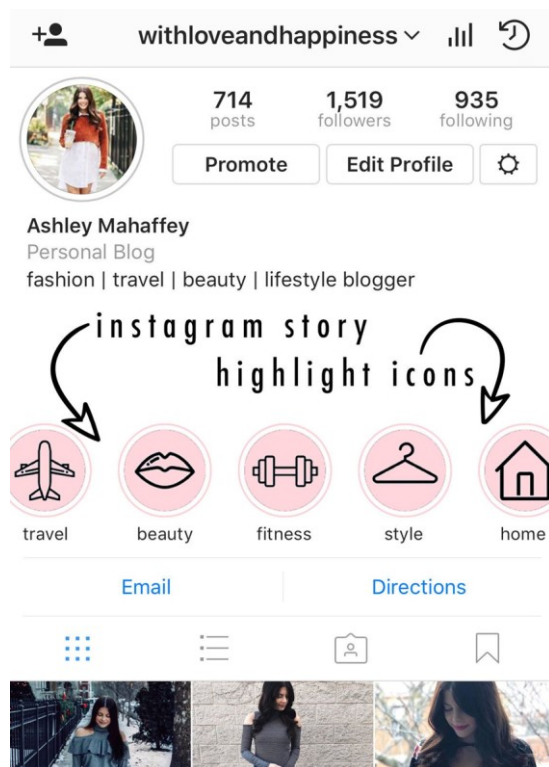 withloveandhappiness
714 1,519 935
posts followers following
Promote Edit Profile
Ashley Mahaffey
Personal Blog
fashion | travel | beauty | lifestyle blogger
instagram story
highlight icons
travel beauty fitness style home
Email Directions